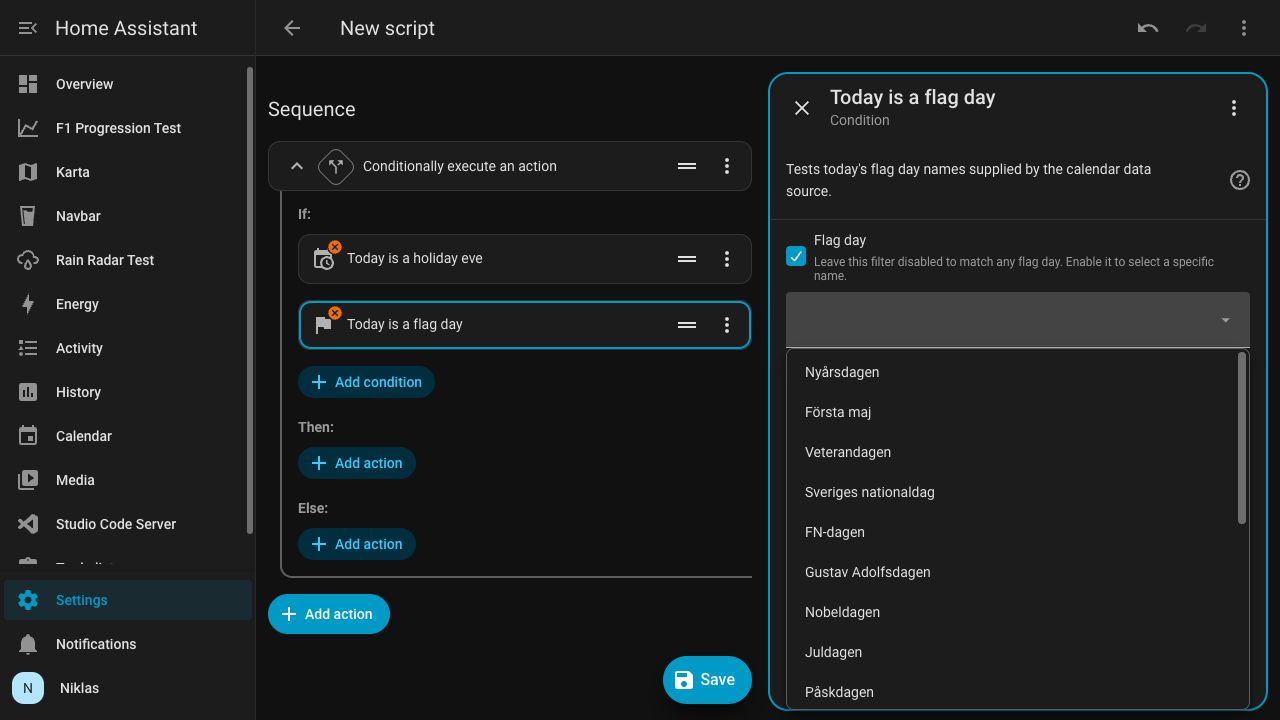 Home Assistant
New script
Overview
F1 Progression Test
Karta
Navbar
Rain Radar Test
Energy
Activity
History
Calendar
Media
Studio Code Server
Settings
Notifications
N
Niklas
Sequence
Conditionally execute an action
If:
Today is a holiday eve
Today is a flag day
Add condition
Then:
Add action
Else:
Add action
Add action
Save
Today is a flag day
Condition
Tests today's flag day names supplied by the calendar data
source.
Flag day
Leave this filter disabled to match any flag day. Enable it to select a specific
name.
Nyårsdagen
Första maj
Veterandagen
Sveriges nationaldag
FN-dagen
Gustav Adolfsdagen
Nobeldagen
Juldagen
Påskdagen